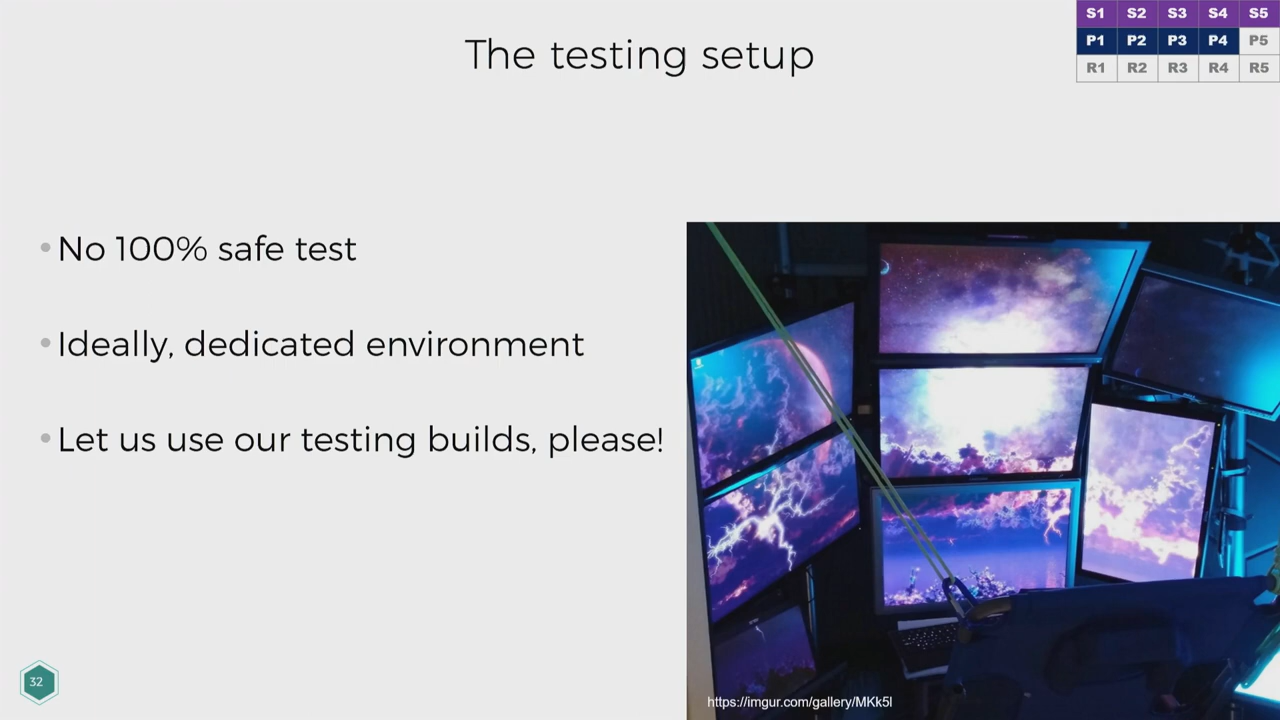 The testing setup
S1 S2 S3 S4 S5
P1 P2 P3 P4 P5
R1 R2 R3 R4 R5
No 100% safe test
Ideally, dedicated environment
Let us use our testing builds, please!
32
https://imgur.com/gallery/MKk5l